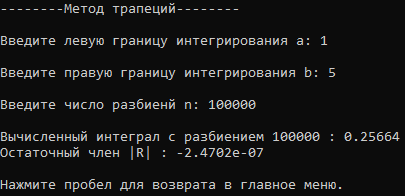 --------Метод трапеций--------
Введите левую границу интегрирования a: 1
Введите правую границу интегрирования b: 5
Введите число разбиенй n: 100000
Вычисленный интеграл с разбиением 100000 : 0.25664
Остаточный член |R| : -2.4702e-07
Нажмите пробел для возврата в главное меню.